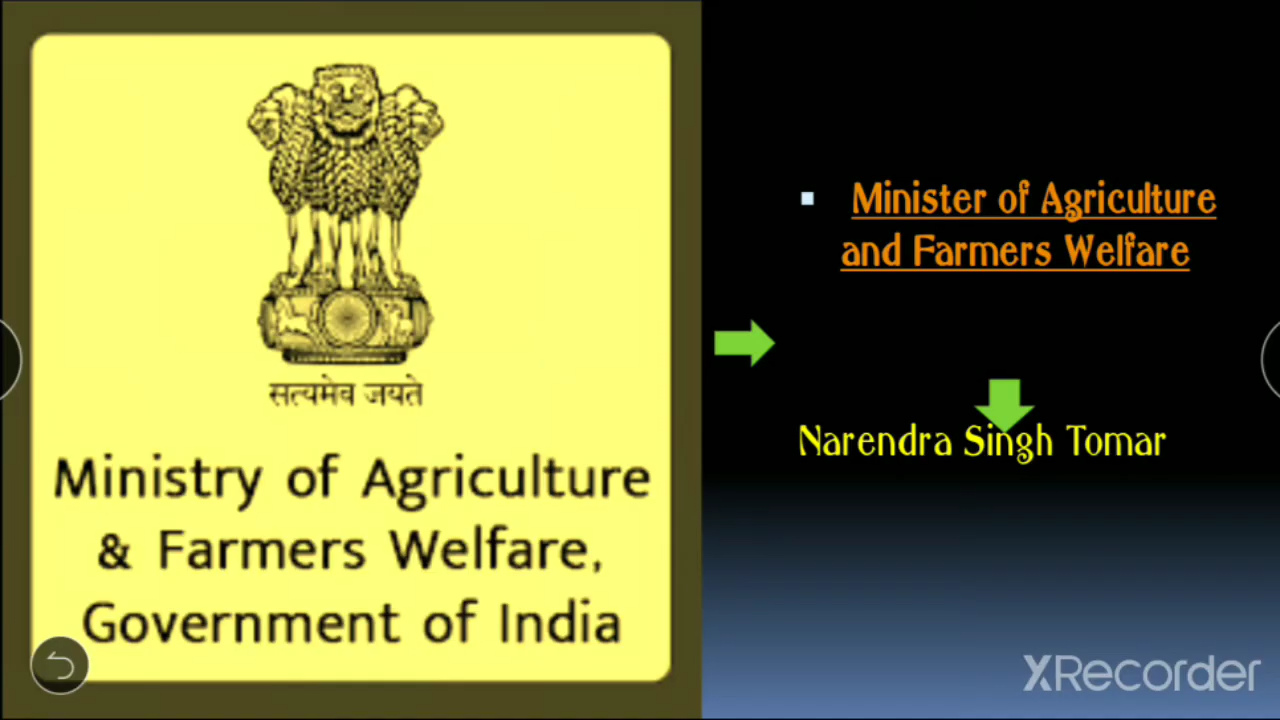 सत्यमेव जयते
Ministry of Agriculture
& Farmers Welfare,
Government of India
Minister of Agriculture
and Farmers Welfare
Narendra Singh Tomar
XRecorder